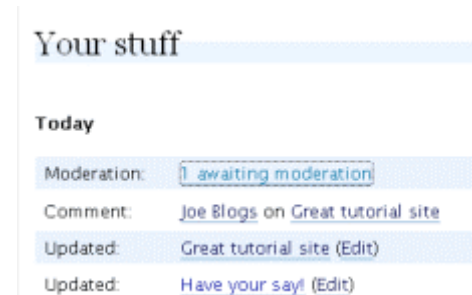 Your stuff
Today
Moderation: 1 awaiting moderation
Comment: Joe Blogs on Great tutorial site
Updated: Great tutorial site (Edit)
Updated: Have your say! (Edit)